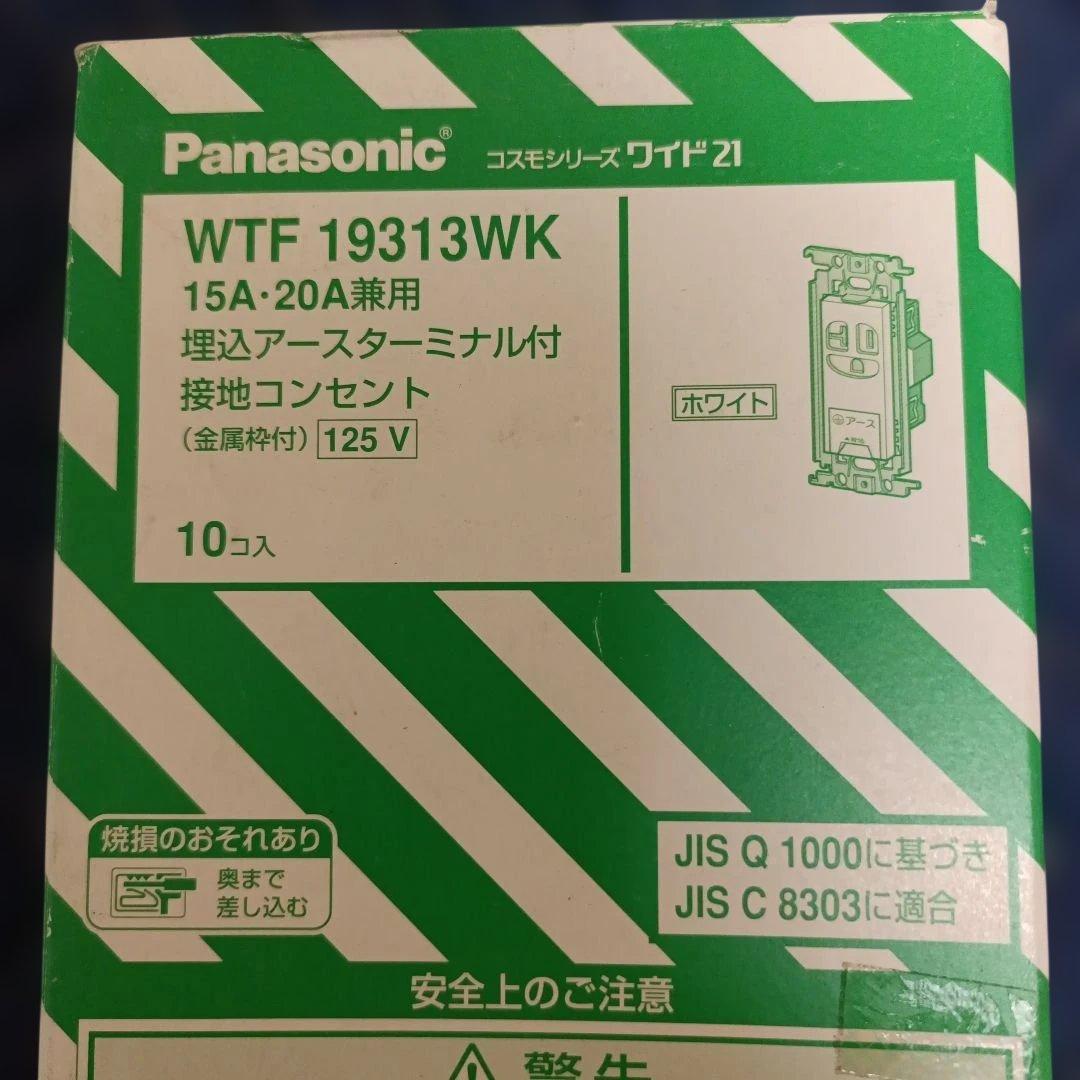 Panasonic® コスモシリーズ ワイド21
WTF 19313WK
15A・20A兼用
埋込アースターミナル付
接地コンセント
(金属枠付) 125 V
10コ入
ホワイト
アース
焼損のおそれあり
奥まで
差し込む
JIS Q 1000に基づき
JIS C 8303に適合
安全上のご注意
警告